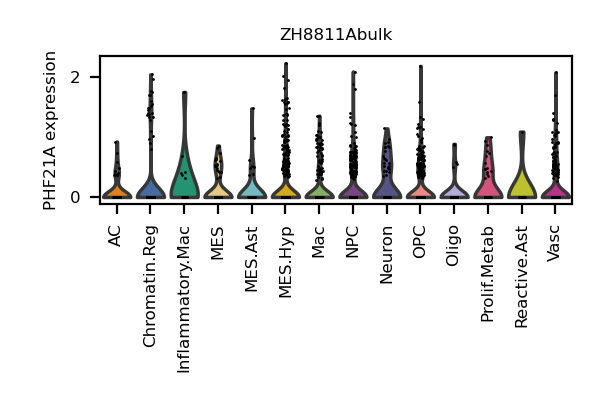 ZH8811Abulk
PHF21A expression
2
0
AC
Chromatin.Reg
Inflammatory.Mac
MES
MES.Ast
MES.Hyp
Mac
NPC
Neuron
OPC
Oligo
Prolif.Metab
Reactive.Ast
Vasc